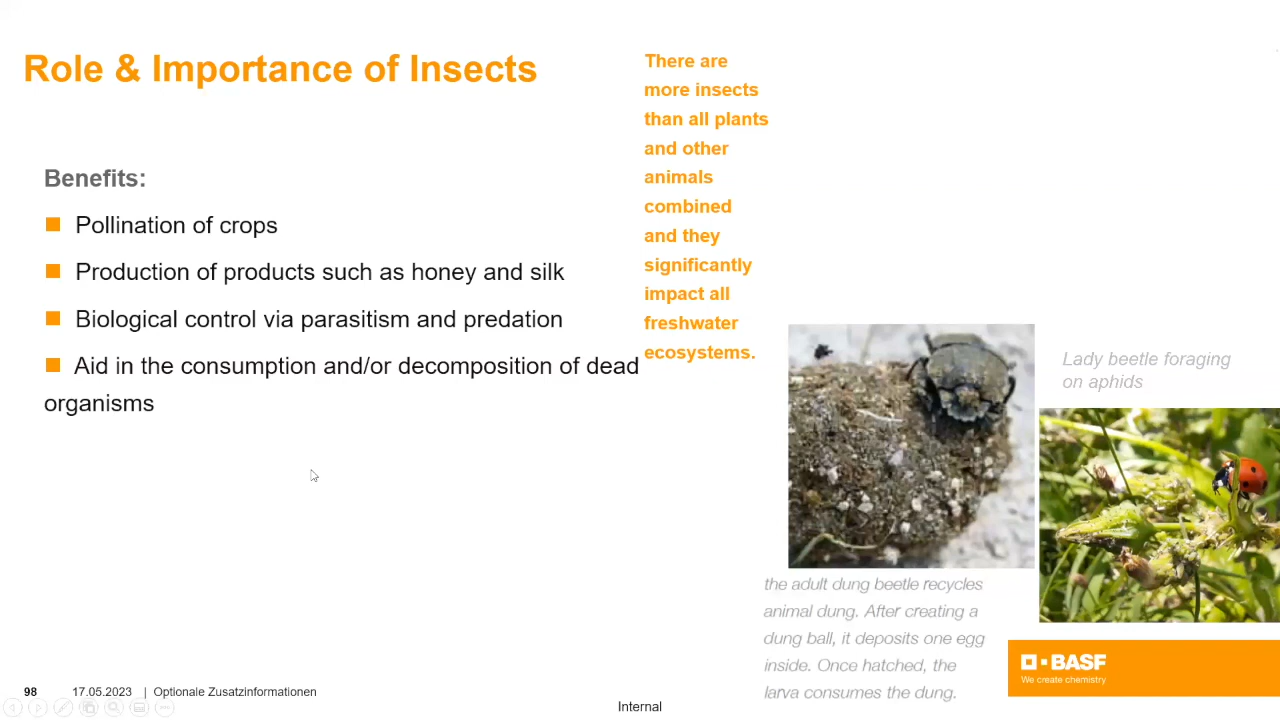 Role & Importance of Insects
Benefits:
Pollination of crops
Production of products such as honey and silk
Biological control via parasitism and predation
Aid in the consumption and/or decomposition of dead
organisms
There are
more insects
than all plants
and other
animals
combined
and they
significantly
impact all
freshwater
ecosystems.
Lady beetle foraging
on aphids
the adult dung beetle recycles
animal dung. After creating a
dung ball, it deposits one egg
inside. Once hatched, the
larva consumes the dung.
BASF
We create chemistry
98 17.05.2023 | Optionale Zusatzinformationen
Internal